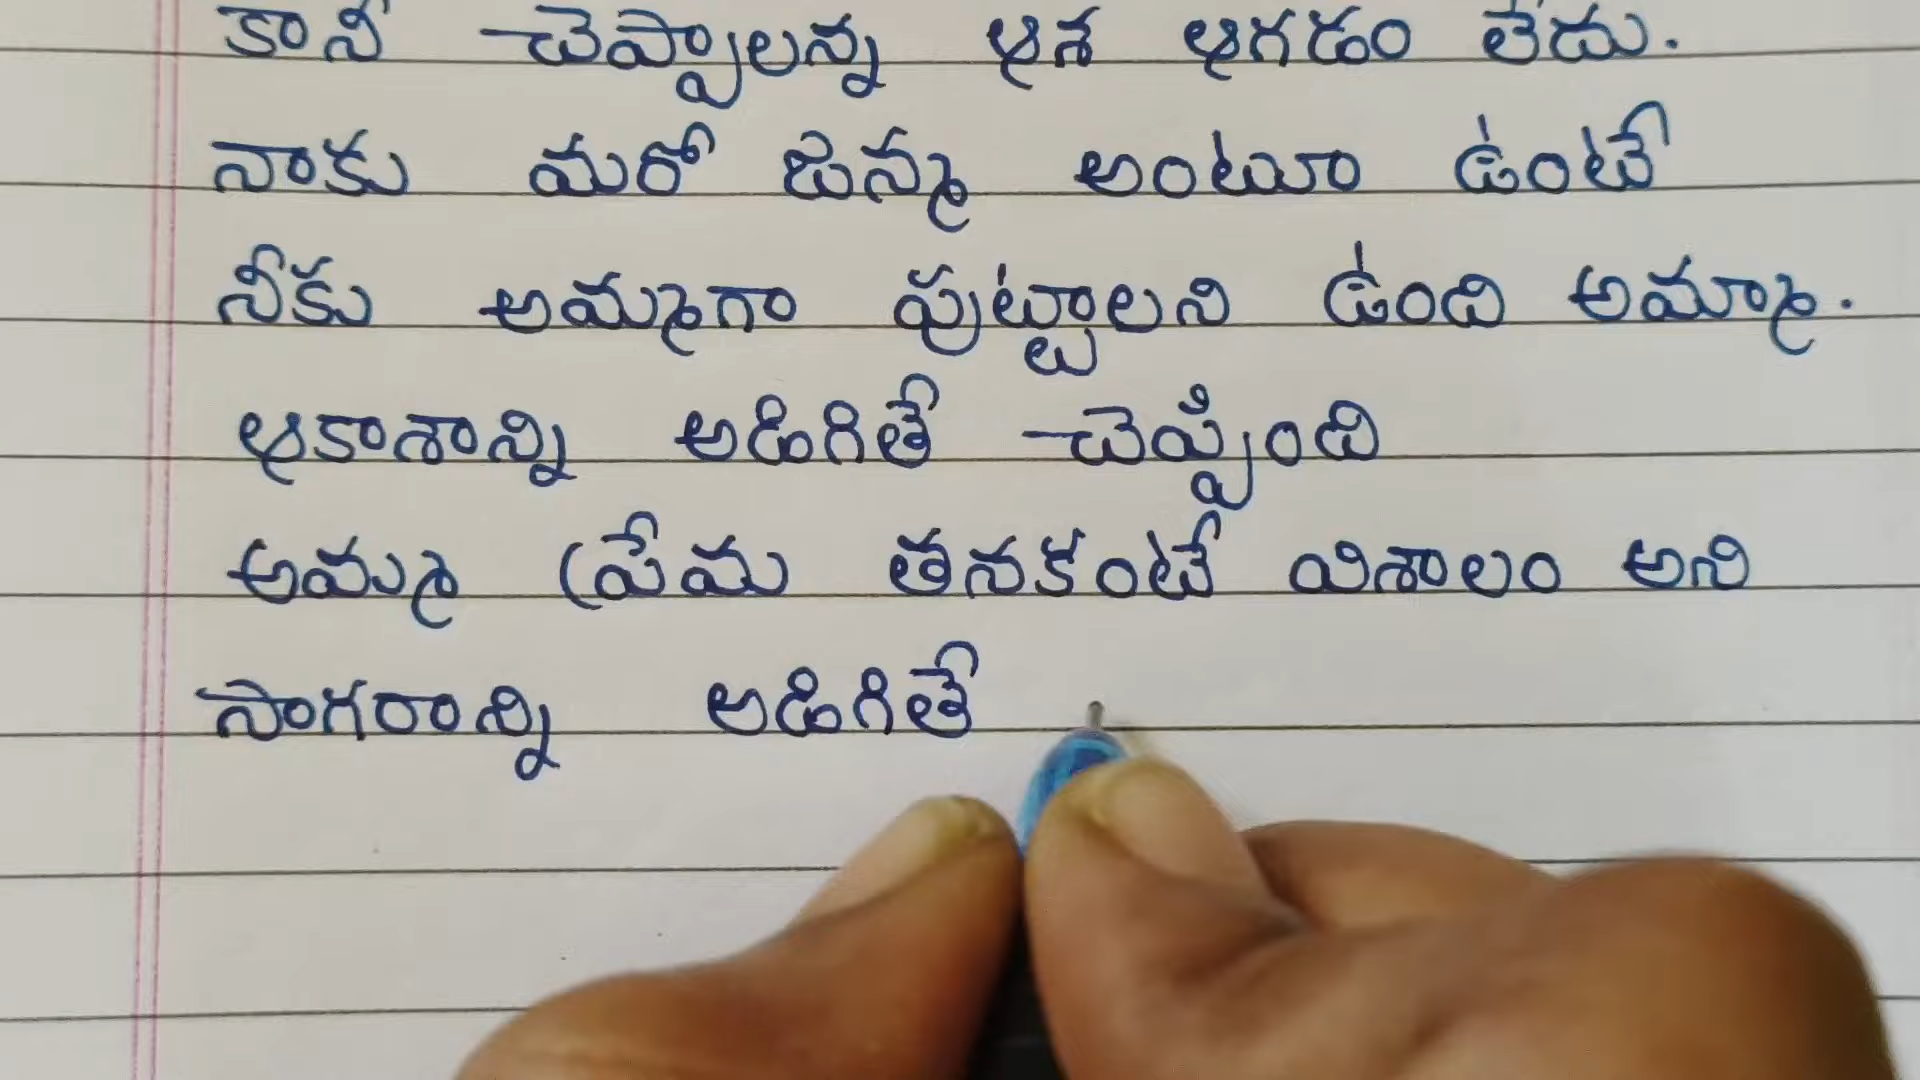 కానీ చెప్పాలన్న ఆశ ఆగడం లేదు.
నాకు మరో జన్మ అంటూ ఉంటే
నీకు అమ్మగా పుట్టాలని ఉంది అమ్మా.
ఆకాశాన్ని అడిగితే చెప్పింది
అమ్మ ప్రేమ తనకంటే విశాలం అని
సాగరాన్ని అడిగితే